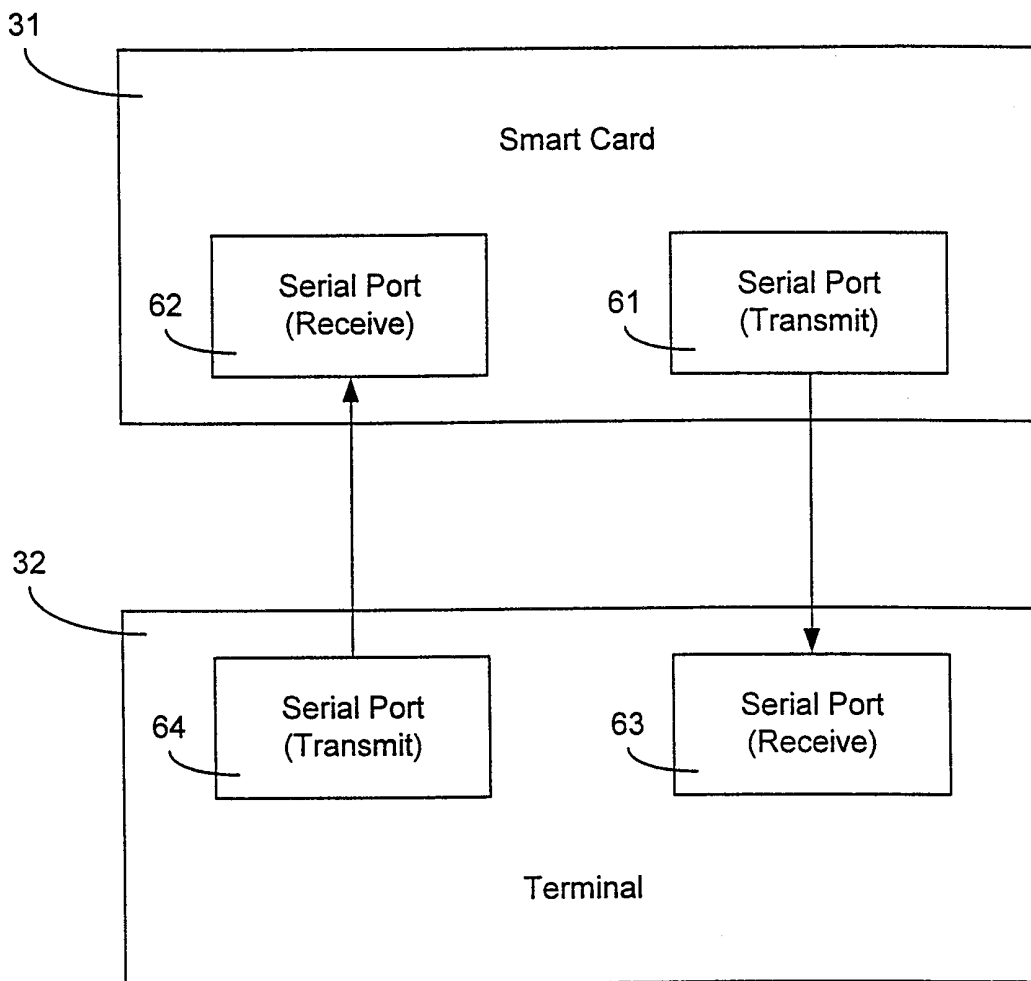 31
Smart Card
62
Serial Port
(Receive)
61
Serial Port
(Transmit)
32
64
Serial Port
(Transmit)
63
Serial Port
(Receive)
Terminal